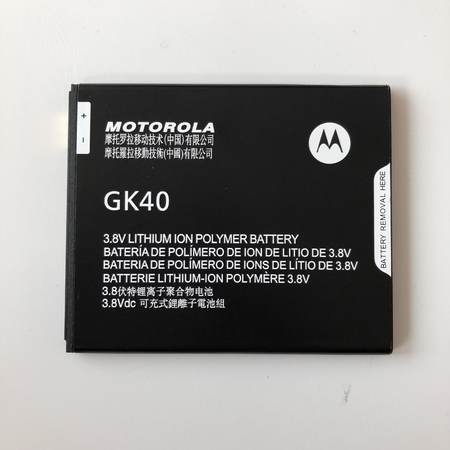 +
−
MOTOROLA
摩托罗拉移动技术(中国)有限公司
摩托羅拉移動技術(中國)有限公司
GK40
3.8V LITHIUM ION POLYMER BATTERY
BATERÍA DE POLÍMERO DE ION DE LITIO DE 3.8V
BATERIA DE POLÍMERO DE IONS DE LÍTIO DE 3.8V
BATTERIE LITHIUM-ION POLYMÈRE 3.8V
3.8伏特锂离子聚合物电池
3.8Vdc 可充式鋰離子電池組
BATTERY REMOVAL HERE